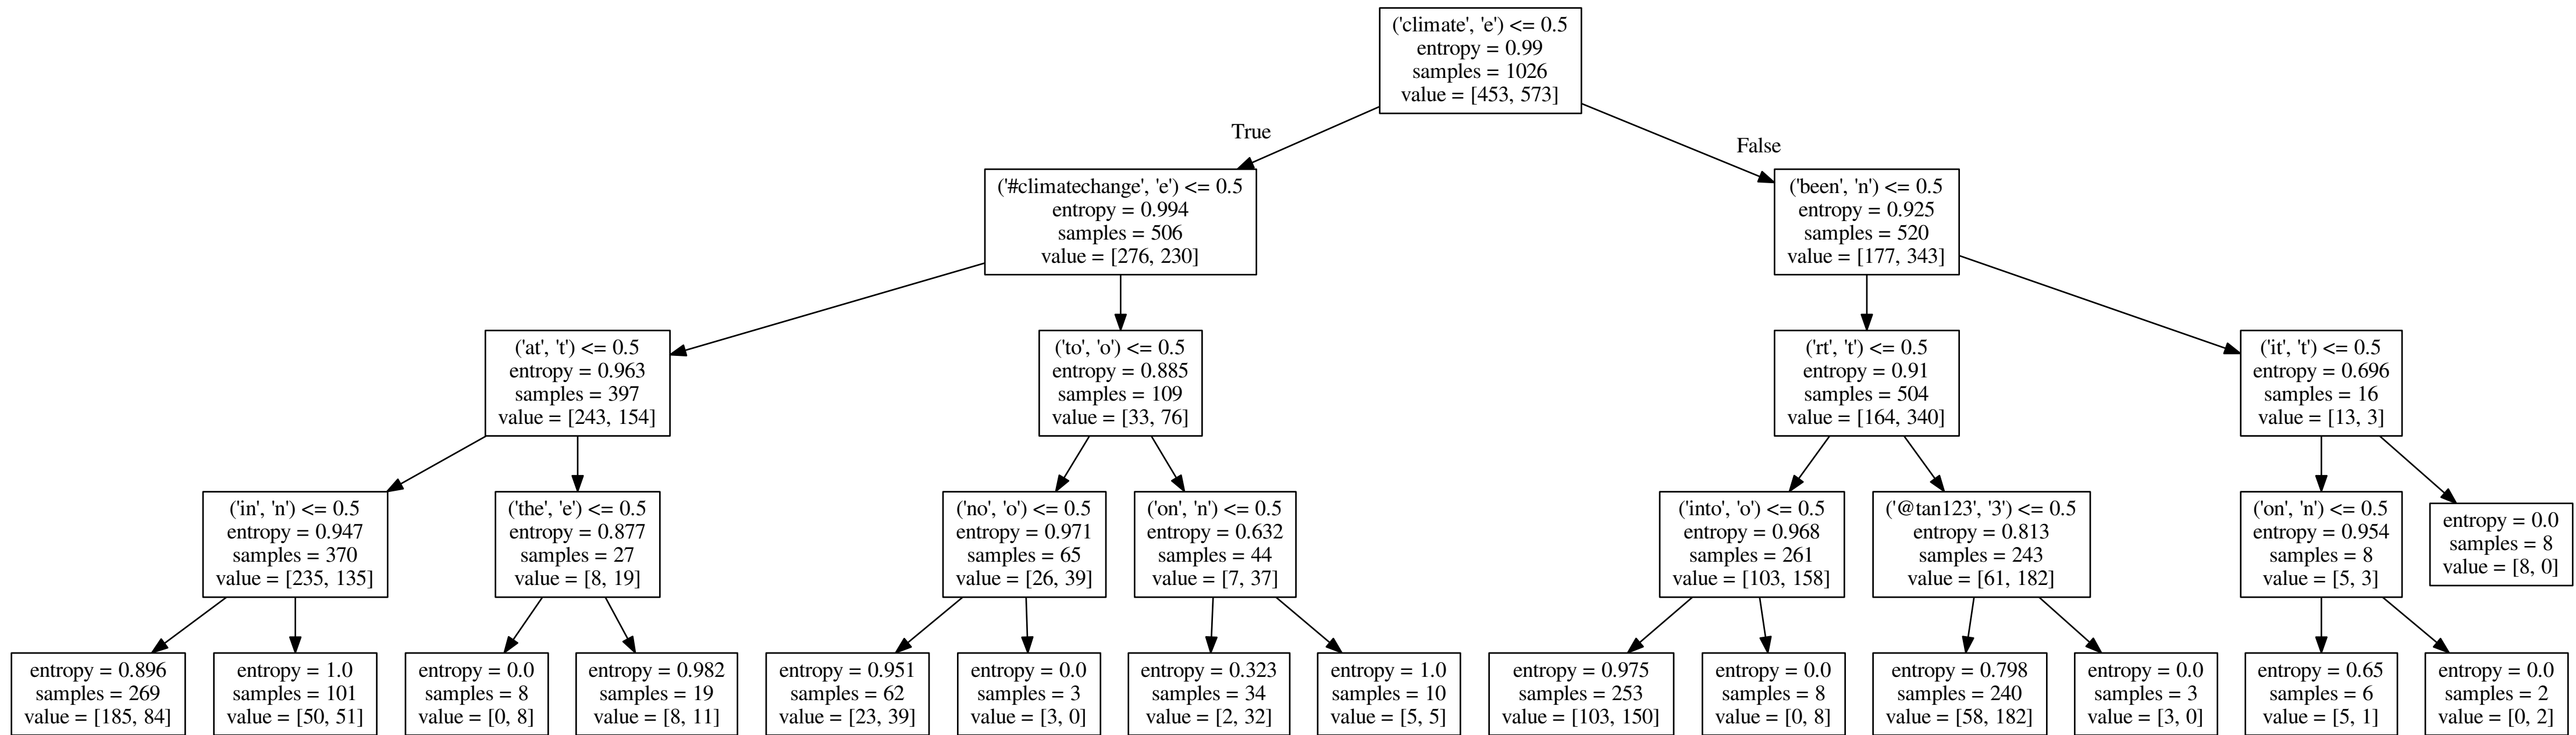 ('climate', 'e') <= 0.5
entropy = 0.99
samples = 1026
value = [453, 573]
True
False
('#climatechange', 'e') <= 0.5
entropy = 0.994
samples = 506
value = [276, 230]
('been', 'n') <= 0.5
entropy = 0.925
samples = 520
value = [177, 343]
('at', 't') <= 0.5
entropy = 0.963
samples = 397
value = [243, 154]
('to', 'o') <= 0.5
entropy = 0.885
samples = 109
value = [33, 76]
('rt', 't') <= 0.5
entropy = 0.91
samples = 504
value = [164, 340]
('it', 't') <= 0.5
entropy = 0.696
samples = 16
value = [13, 3]
('in', 'n') <= 0.5
entropy = 0.947
samples = 370
value = [235, 135]
('the', 'e') <= 0.5
entropy = 0.877
samples = 27
value = [8, 19]
('no', 'o') <= 0.5
entropy = 0.971
samples = 65
value = [26, 39]
('on', 'n') <= 0.5
entropy = 0.632
samples = 44
value = [7, 37]
('into', 'o') <= 0.5
entropy = 0.968
samples = 261
value = [103, 158]
('@tan123', '3') <= 0.5
entropy = 0.813
samples = 243
value = [61, 182]
('on', 'n') <= 0.5
entropy = 0.954
samples = 8
value = [5, 3]
entropy = 0.0
samples = 8
value = [8, 0]
entropy = 0.896
samples = 269
value = [185, 84]
entropy = 1.0
samples = 101
value = [50, 51]
entropy = 0.0
samples = 8
value = [0, 8]
entropy = 0.982
samples = 19
value = [8, 11]
entropy = 0.951
samples = 62
value = [23, 39]
entropy = 0.0
samples = 3
value = [3, 0]
entropy = 0.323
samples = 34
value = [2, 32]
entropy = 1.0
samples = 10
value = [5, 5]
entropy = 0.975
samples = 253
value = [103, 150]
entropy = 0.0
samples = 8
value = [0, 8]
entropy = 0.798
samples = 240
value = [58, 182]
entropy = 0.0
samples = 3
value = [3, 0]
entropy = 0.65
samples = 6
value = [5, 1]
entropy = 0.0
samples = 2
value = [0, 2]